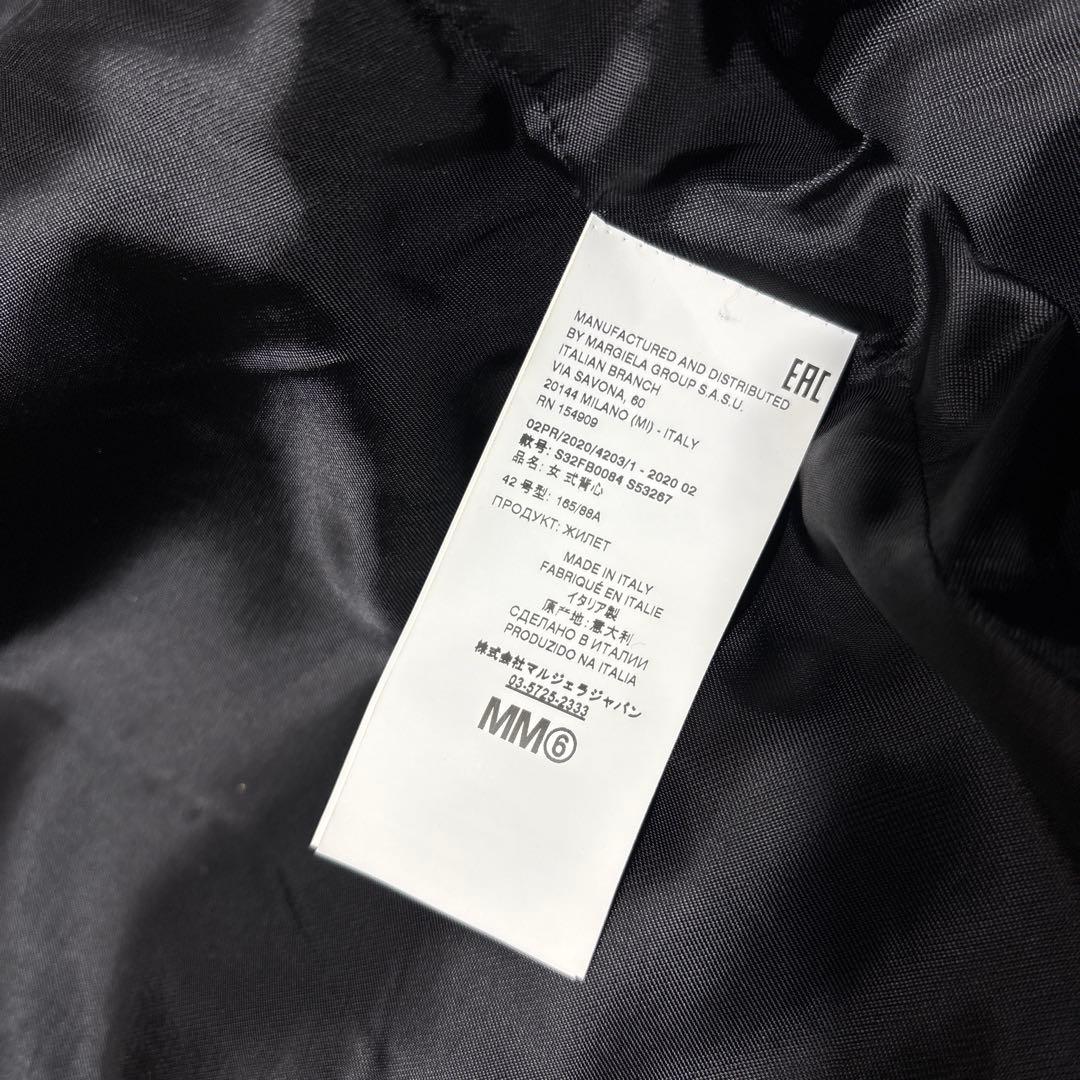 MANUFACTURED AND DISTRIBUTED
BY MARGIELA GROUP S.A.S.U.
ITALIAN BRANCH
VIA SAVONA, 60
20144 MILANO (MI) - ITALY
RN 154909
EAC
02PR/2020/4203/1 - 2020 02
款号: S32FB0084 S53267
品名: 女式背心
42 号型: 165/88A
ПРОДУКТ: ЖИЛЕТ
MADE IN ITALY
FABRIQUÉ EN ITALIE
イタリア製
原产地: 意大利
СДЕЛАНО В ИТАЛИИ
PRODUZIDO NA ITALIA
株式会社マルジェラジャパン
03-5725-2333
MM⑥